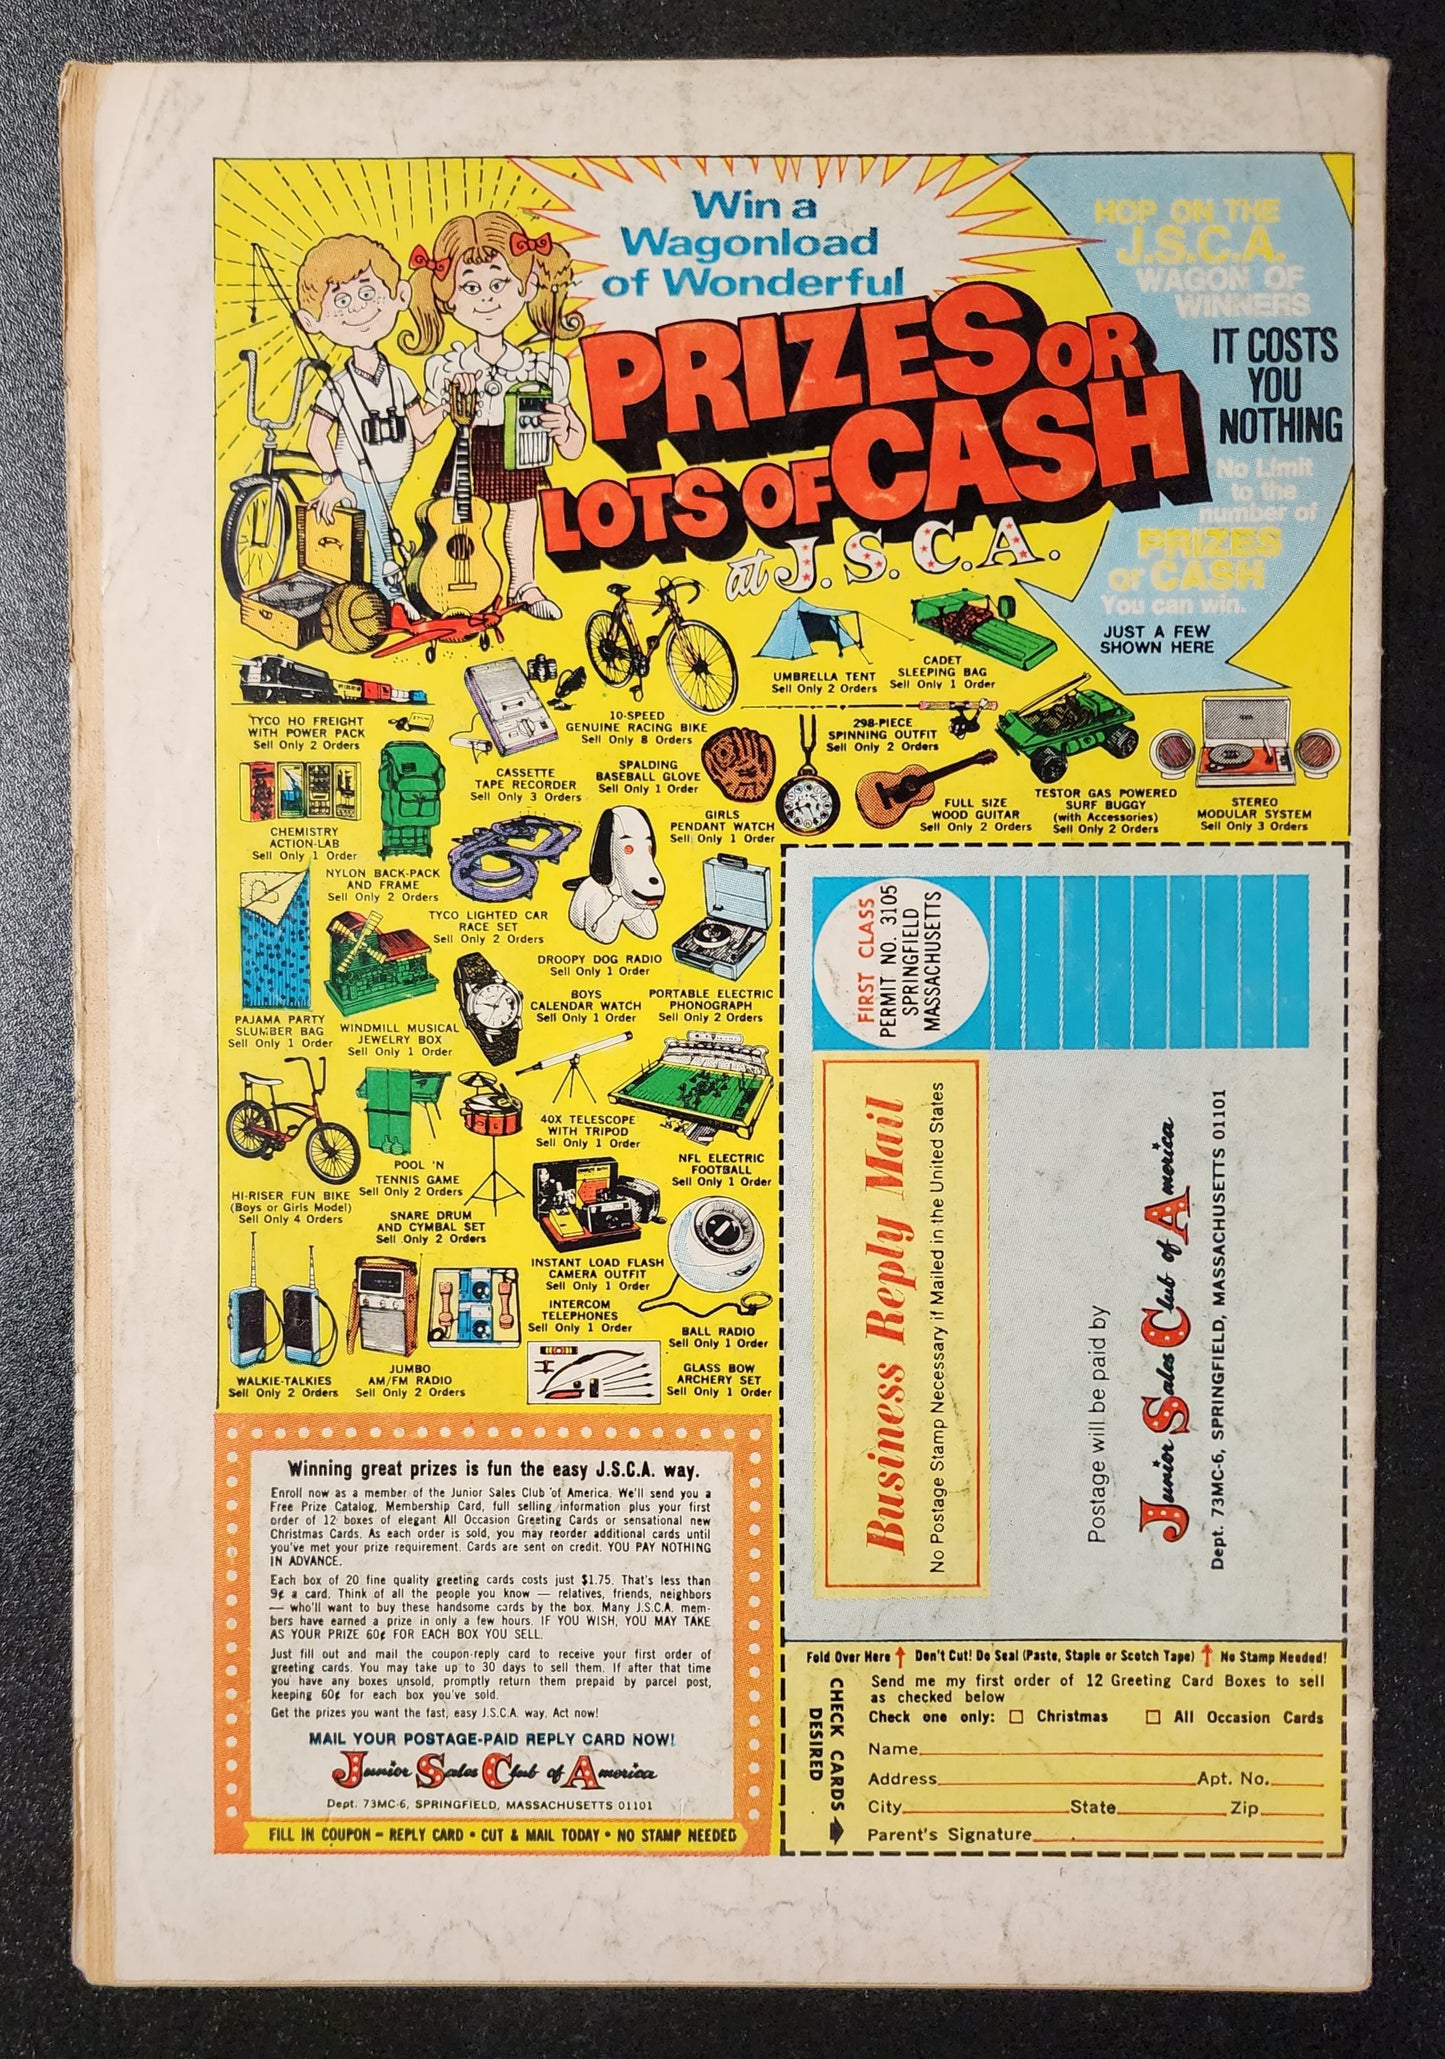 Win a
Wagonload
of Wonderful
PRIZES OR
LOTS OF CASH
at J.S.C.A.
HOP ON THE
J.S.C.A.
WAGON OF
WINNERS
IT COSTS
YOU
NOTHING
No Limit
to the
number of
PRIZES
or CASH
You can win.
JUST A FEW
SHOWN HERE
TYCO HO FREIGHT
WITH POWER PACK
Sell Only 2 Orders
CASSETTE
TAPE RECORDER
Sell Only 3 Orders
10-SPEED
GENUINE RACING BIKE
Sell Only 8 Orders
UMBRELLA TENT
Sell Only 2 Orders
CADET
SLEEPING BAG
Sell Only 1 Order
298-PIECE
SPINNING OUTFIT
Sell Only 2 Orders
SPALDING
BASEBALL GLOVE
Sell Only 1 Order
GIRLS
PENDANT WATCH
Sell Only 1 Order
FULL SIZE
WOOD GUITAR
Sell Only 2 Orders
TESTOR GAS POWERED
SURF BUGGY
(with Accessories)
Sell Only 2 Orders
STEREO
MODULAR SYSTEM
Sell Only 3 Orders
CHEMISTRY
ACTION-LAB
Sell Only 1 Order
NYLON BACK-PACK
AND FRAME
Sell Only 2 Orders
TYCO LIGHTED CAR
RACE SET
Sell Only 2 Orders
DROOPY DOG RADIO
Sell Only 1 Order
PAJAMA PARTY
SLUMBER BAG
Sell Only 1 Order
WINDMILL MUSICAL
JEWELRY BOX
Sell Only 1 Order
BOYS
CALENDAR WATCH
Sell Only 1 Order
PORTABLE ELECTRIC
PHONOGRAPH
Sell Only 2 Orders
HI-RISER FUN BIKE
(Boys or Girls Model)
Sell Only 4 Orders
POOL 'N
TENNIS GAME
Sell Only 2 Orders
SNARE DRUM
AND CYMBAL SET
Sell Only 2 Orders
40X TELESCOPE
WITH TRIPOD
Sell Only 1 Order
NFL ELECTRIC
FOOTBALL
Sell Only 1 Order
INSTANT LOAD FLASH
CAMERA OUTFIT
Sell Only 1 Order
INTERCOM
TELEPHONES
Sell Only 1 Order
BALL RADIO
Sell Only 1 Order
WALKIE-TALKIES
Sell Only 2 Orders
JUMBO
AM/FM RADIO
Sell Only 2 Orders
GLASS BOW
ARCHERY SET
Sell Only 1 Order
Winning great prizes is fun the easy J.S.C.A. way.
Enroll now as a member of the Junior Sales Club of America. We'll send you a
Free Prize Catalog, Membership Card, full selling information plus your first
order of 12 boxes of elegant All Occasion Greeting Cards or sensational new
Christmas Cards. As each order is sold, you may reorder additional cards until
you've met your prize requirement. Cards are sent on credit. YOU PAY NOTHING
IN ADVANCE.
Each box of 20 fine quality greeting cards costs just $1.75. That's less than
9¢ a card. Think of all the people you know — relatives, friends, neighbors
— who'll want to buy these handsome cards by the box. Many J.S.C.A. mem-
bers have earned a prize in only a few hours. IF YOU WISH, YOU MAY TAKE
AS YOUR PRIZE 60¢ FOR EACH BOX YOU SELL.
Just fill out and mail the coupon-reply card to receive your first order of
greeting cards. You may take up to 30 days to sell them. If after that time
you have any boxes unsold, promptly return them prepaid by parcel post,
keeping 60¢ for each box you've sold.
Get the prizes you want the fast, easy J.S.C.A. way. Act now!
MAIL YOUR POSTAGE-PAID REPLY CARD NOW!
Junior Sales Club of America
Dept. 73MC-6, SPRINGFIELD, MASSACHUSETTS 01101
FILL IN COUPON – REPLY CARD • CUT & MAIL TODAY • NO STAMP NEEDED
FIRST CLASS
PERMIT NO. 3105
SPRINGFIELD
MASSACHUSETTS
Business Reply Mail
No Postage Stamp Necessary if Mailed in the United States
Postage will be paid by
Junior Sales Club of America
Dept. 73MC-6, SPRINGFIELD, MASSACHUSETTS 01101
Fold Over Here ↑ Don't Cut! Do Seal (Paste, Staple or Scotch Tape) ↑ No Stamp Needed!
CHECK CARDS
DESIRED
Send me my first order of 12 Greeting Card Boxes to sell
as checked below
Check one only: ☐ Christmas ☐ All Occasion Cards
Name
Address Apt. No.
City State Zip
Parent's Signature